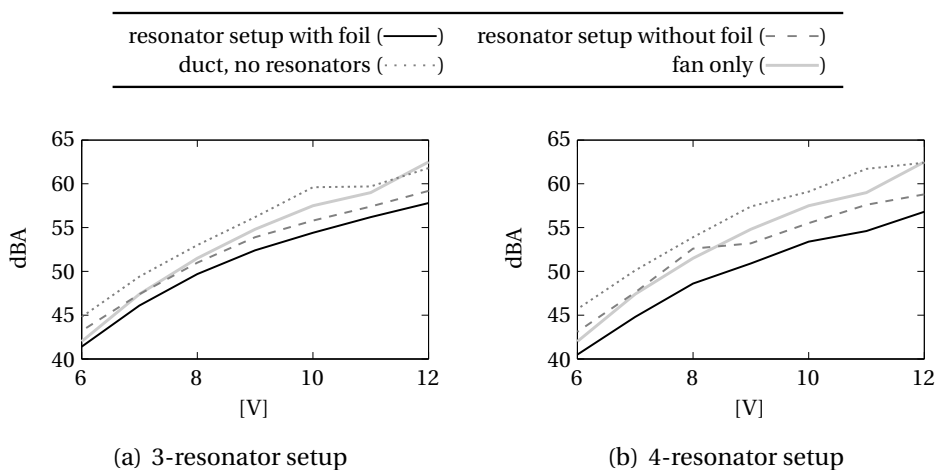 resonator setup with foil (——) resonator setup without foil (– – –)
duct, no resonators (·······) fan only (——)
65
60
55
50
45
40
dBA
6 8 10 12
[V]
(a) 3-resonator setup
65
60
55
50
45
40
dBA
6 8 10 12
[V]
(b) 4-resonator setup